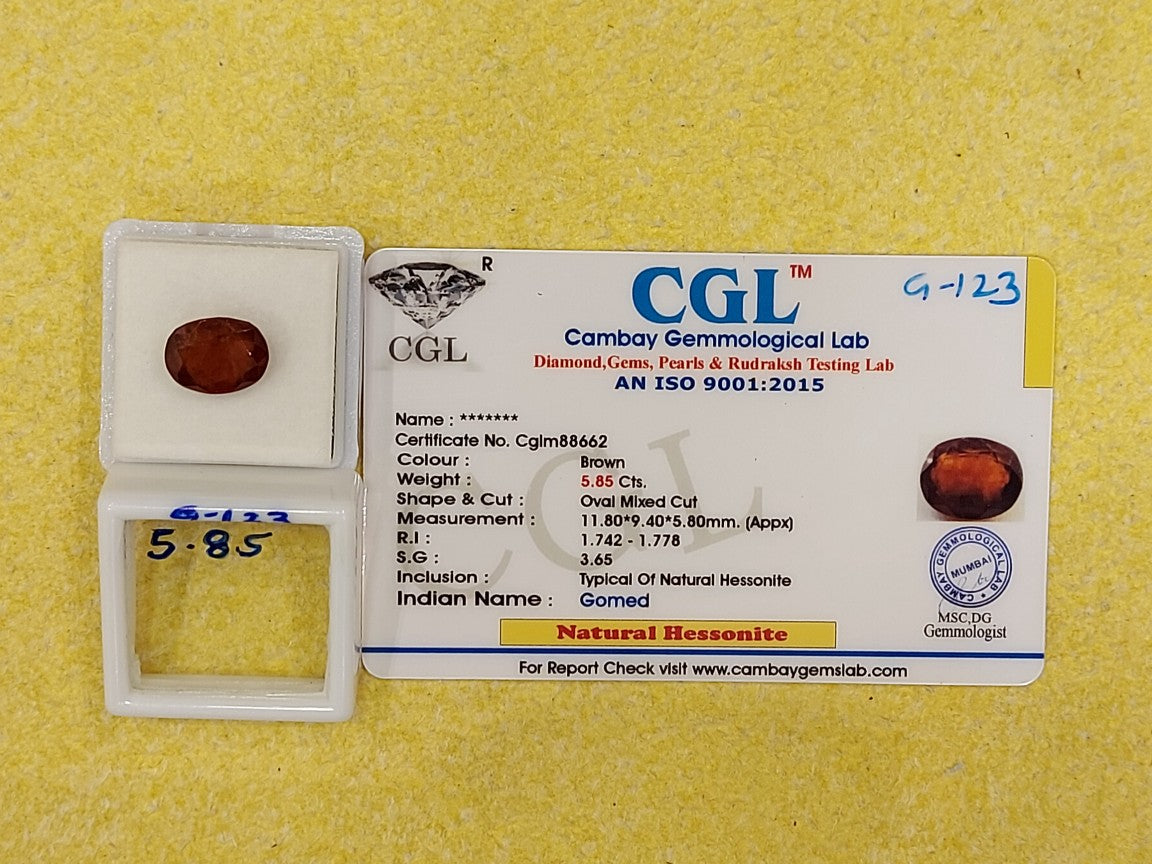 R
CGL
CGL™
Cambay Gemmological Lab
Diamond,Gems, Pearls & Rudraksh Testing Lab
AN ISO 9001:2015
G-123
Name : *******
Certificate No. Cglm88662
Colour : Brown
Weight : 5.85 Cts.
Shape & Cut : Oval Mixed Cut
Measurement : 11.80*9.40*5.80mm. (Appx)
R.I : 1.742 - 1.778
S.G : 3.65
Inclusion : Typical Of Natural Hessonite
Indian Name : Gomed
Natural Hessonite
For Report Check visit www.cambaygemslab.com
CAMBAY GEMMOLOGICAL LAB
MUMBAI
MSC,DG
Gemmologist
CGL
G-123
5.85